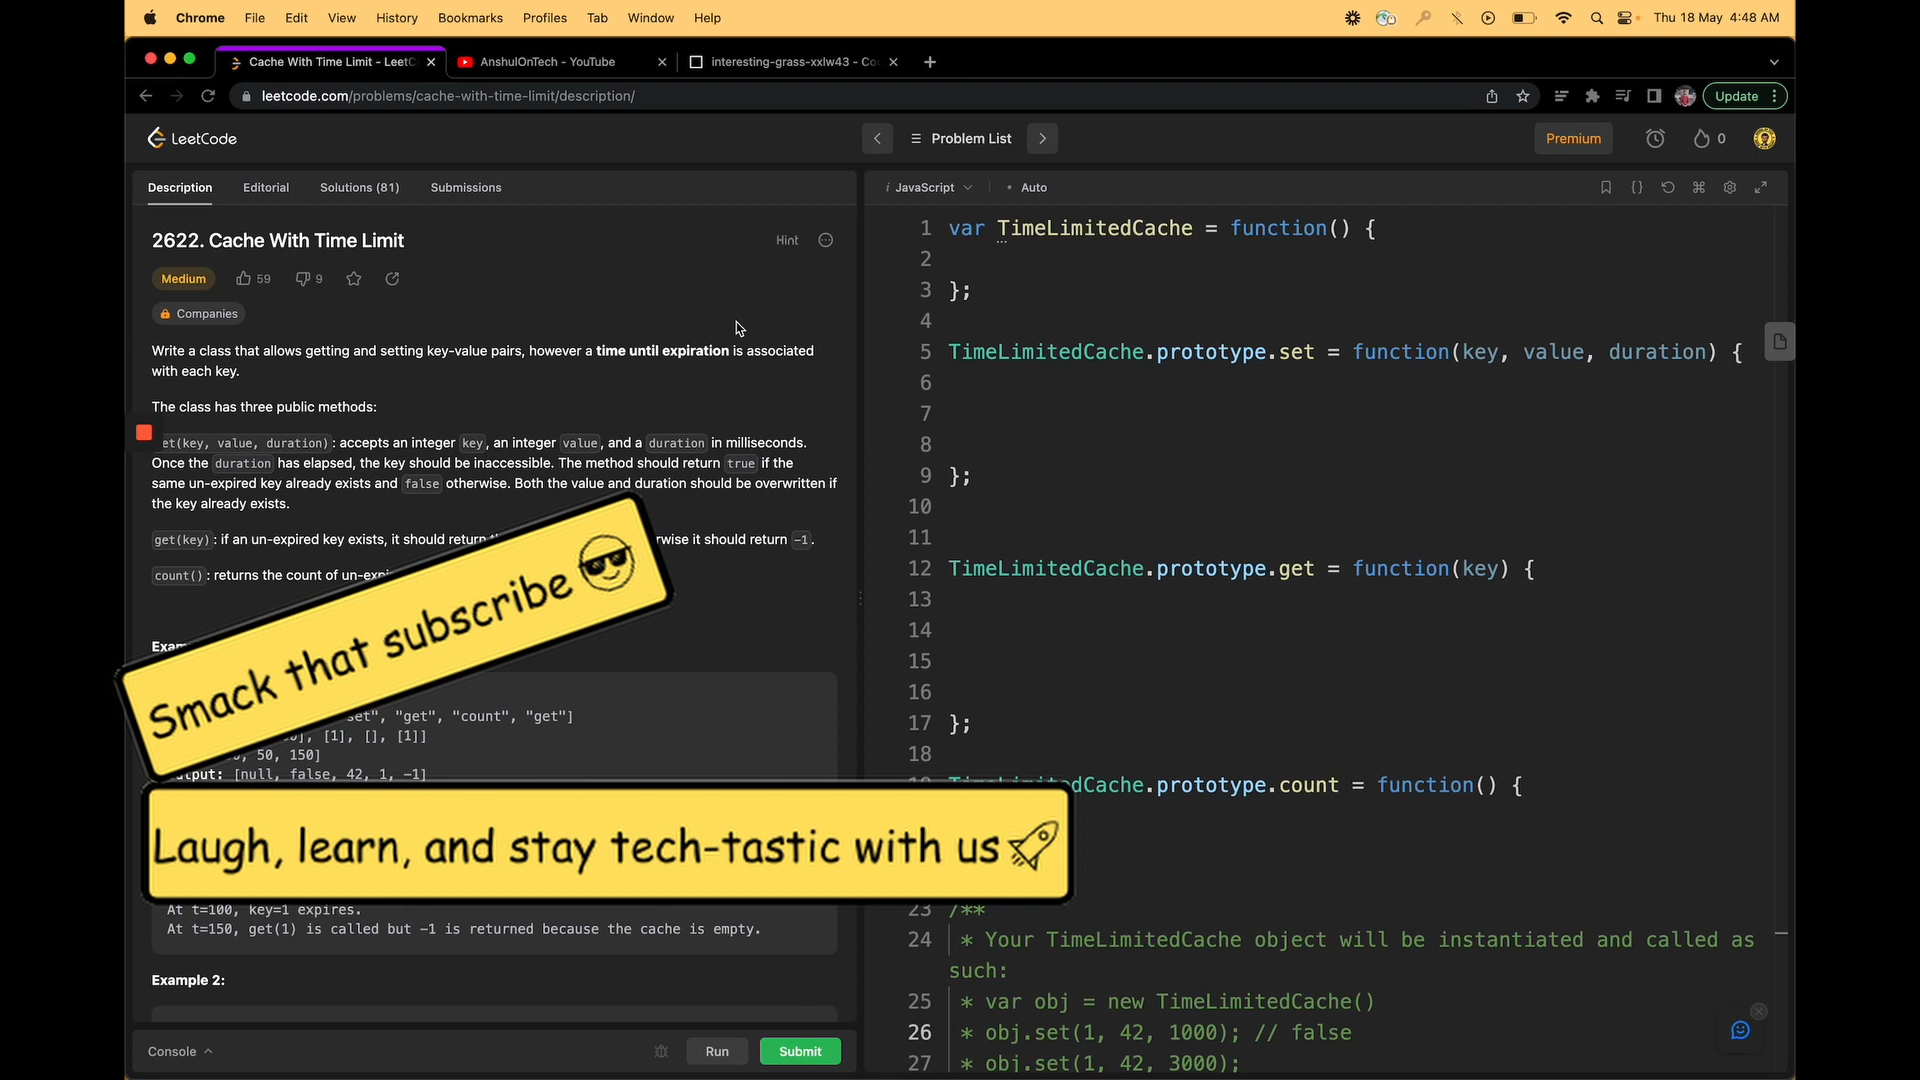 Chrome File Edit View History Bookmarks Profiles Tab Window Help Thu 18 May 4:48 AM
Cache With Time Limit - LeetC AnshulOnTech - YouTube interesting-grass-xxlw43 - Co
leetcode.com/problems/cache-with-time-limit/description/ Update
LeetCode Problem List Premium 0
Description Editorial Solutions (81) Submissions
2622. Cache With Time Limit Hint
Medium 59 9
Companies
Write a class that allows getting and setting key-value pairs, however a time until expiration is associated
with each key.
The class has three public methods:
et(key, value, duration): accepts an integer key, an integer value, and a duration in milliseconds.
Once the duration has elapsed, the key should be inaccessible. The method should return true if the
same un-expired key already exists and false otherwise. Both the value and duration should be overwritten if
the key already exists.
get(key): if an un-expired key exists, it should return rwise it should return -1.
count(): returns the count of un-expi
Exam
Smack that subscribe
set", "get", "count", "get"]
], [1], [], [1]]
, 50, 150]
tput: [null, false, 42, 1, -1]
Laugh, learn, and stay tech-tastic with us
At t=100, key=1 expires.
At t=150, get(1) is called but -1 is returned because the cache is empty.
Example 2:
Console Run Submit
i JavaScript • Auto
1 var TimeLimitedCache = function() {
2
3 };
4
5 TimeLimitedCache.prototype.set = function(key, value, duration) {
6
7
8
9 };
10
11
12 TimeLimitedCache.prototype.get = function(key) {
13
14
15
16
17 };
18
dCache.prototype.count = function() {
23 /**
24 * Your TimeLimitedCache object will be instantiated and called as
such:
25 * var obj = new TimeLimitedCache()
26 * obj.set(1, 42, 1000); // false
27 * obj.set(1, 42, 3000);